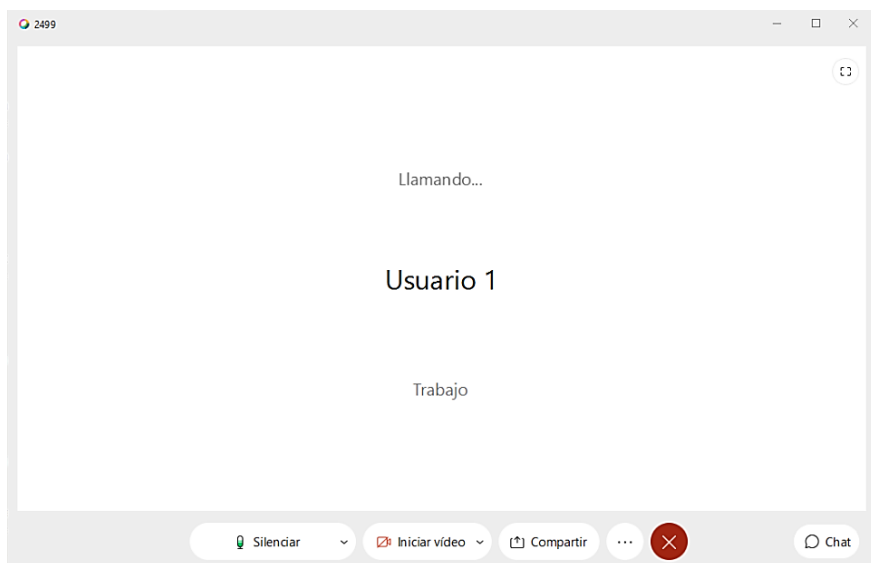 2499
Llamando...
Usuario 1
Trabajo
Silenciar
Iniciar vídeo
Compartir
Chat